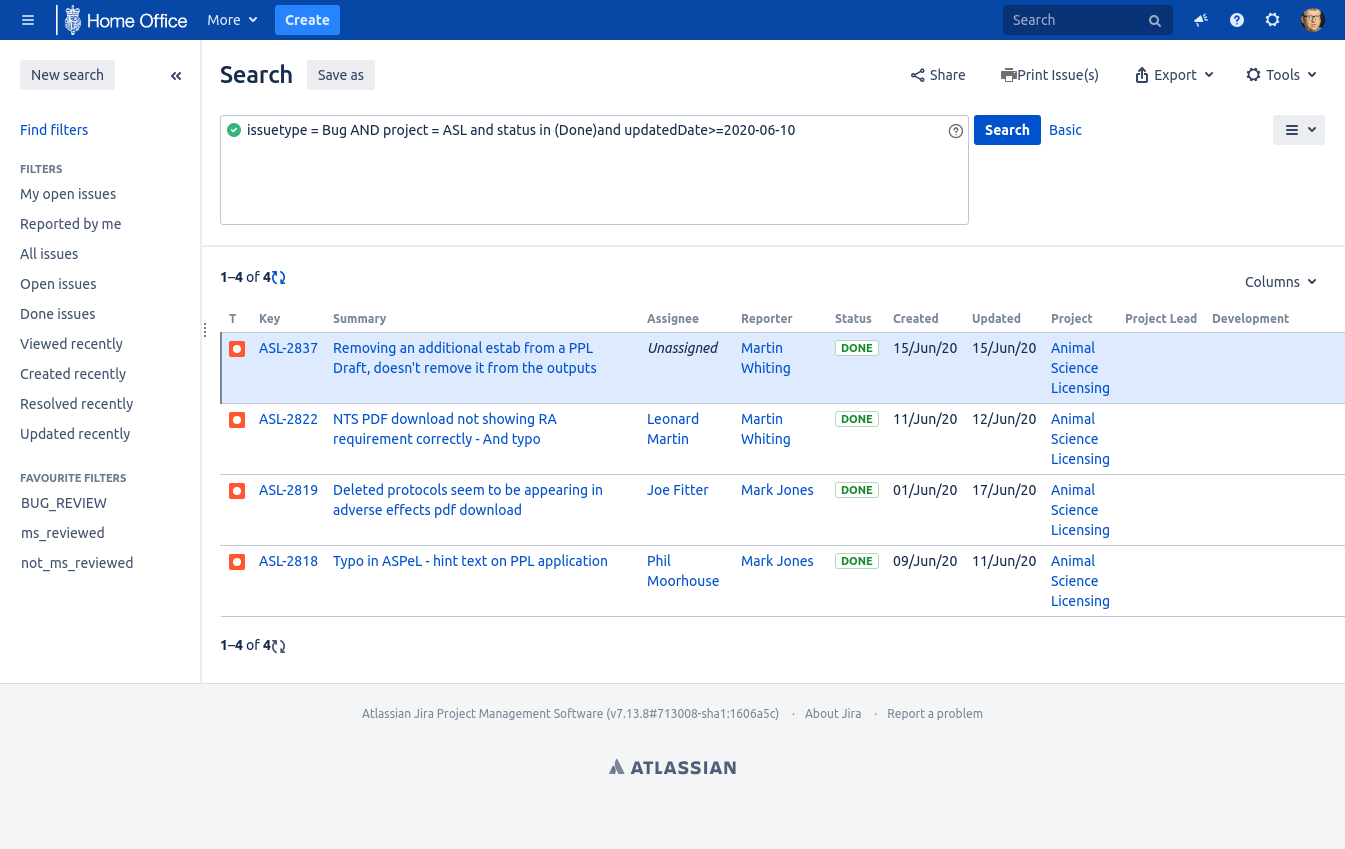 Home Office More Create Search
New search
Search Save as Share Print Issue(s) Export Tools
Find filters
issuetype = Bug AND project = ASL and status in (Done)and updatedDate>=2020-06-10
Search Basic
FILTERS
My open issues
Reported by me
All issues
Open issues
Done issues
Viewed recently
Created recently
Resolved recently
Updated recently
FAVOURITE FILTERS
BUG_REVIEW
ms_reviewed
not_ms_reviewed
1–4 of 4
Columns
T Key Summary Assignee Reporter Status Created Updated Project Project Lead Development
ASL-2837 Removing an additional estab from a PPL Unassigned Martin DONE 15/Jun/20 15/Jun/20 Animal
Draft, doesn't remove it from the outputs Whiting Science
Licensing
ASL-2822 NTS PDF download not showing RA Leonard Martin DONE 11/Jun/20 12/Jun/20 Animal
requirement correctly - And typo Martin Whiting Science
Licensing
ASL-2819 Deleted protocols seem to be appearing in Joe Fitter Mark Jones DONE 01/Jun/20 17/Jun/20 Animal
adverse effects pdf download Science
Licensing
ASL-2818 Typo in ASPeL - hint text on PPL application Phil Mark Jones DONE 09/Jun/20 11/Jun/20 Animal
Moorhouse Science
Licensing
1–4 of 4
Atlassian Jira Project Management Software (v7.13.8#713008-sha1:1606a5c) · About Jira · Report a problem
ATLASSIAN